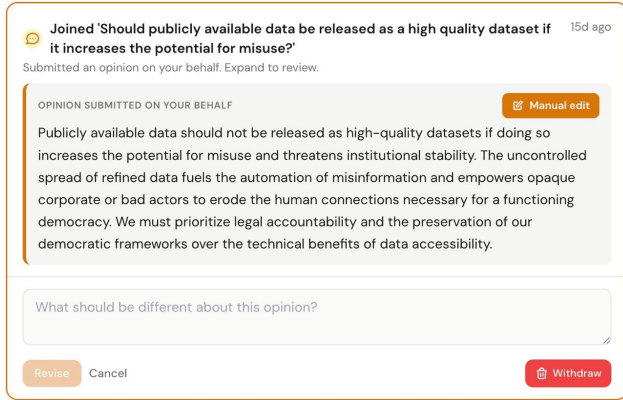 Joined 'Should publicly available data be released as a high quality dataset if
it increases the potential for misuse?'
15d ago
Submitted an opinion on your behalf. Expand to review.
OPINION SUBMITTED ON YOUR BEHALF
Manual edit
Publicly available data should not be released as high-quality datasets if doing so
increases the potential for misuse and threatens institutional stability. The uncontrolled
spread of refined data fuels the automation of misinformation and empowers opaque
corporate or bad actors to erode the human connections necessary for a functioning
democracy. We must prioritize legal accountability and the preservation of our
democratic frameworks over the technical benefits of data accessibility.
What should be different about this opinion?
Revise
Cancel
Withdraw